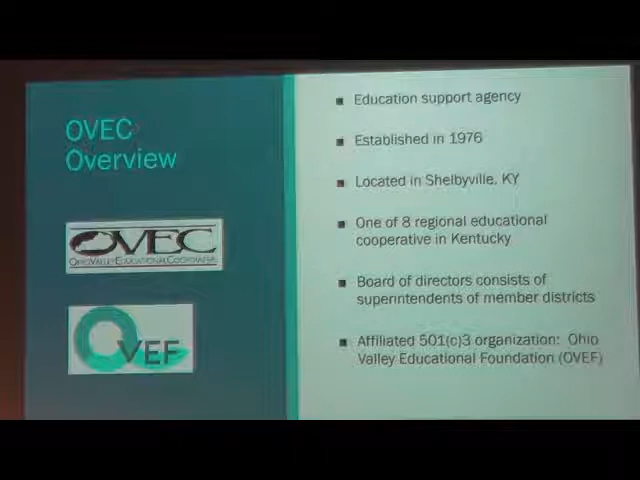 OVEC
Overview
OVEC
OHIO VALLEY EDUCATIONAL COOPERATIVE
OVEF
■ Education support agency
■ Established in 1976
■ Located in Shelbyville, KY
■ One of 8 regional educational
cooperative in Kentucky
■ Board of directors consists of
superintendents of member districts
■ Affiliated 501(c)3 organization: Ohio
Valley Educational Foundation (OVEF)